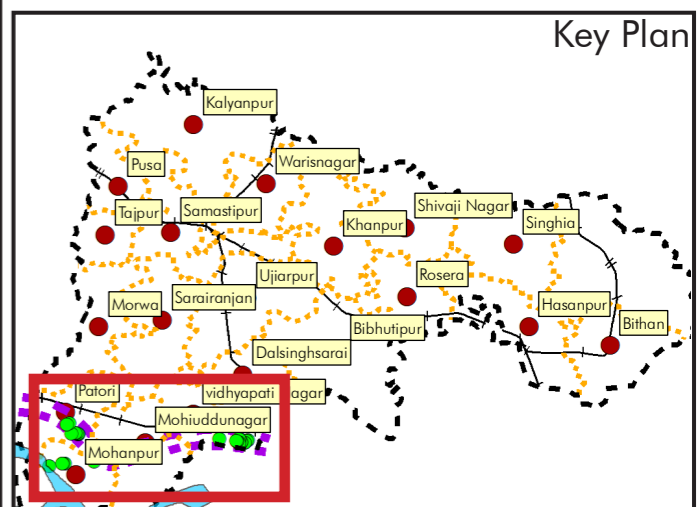 Key Plan
Kalyanpur
Pusa
Warisnagar
Tajpur
Samastipur
Shivaji Nagar
Khanpur
Singhia
Ujiarpur
Rosera
Morwa
Sarairanjan
Hasanpur
Bibhutipur
Bithan
Dalsinghsarai
Patori
vidhyapati nagar
Mohiuddunagar
Mohanpur